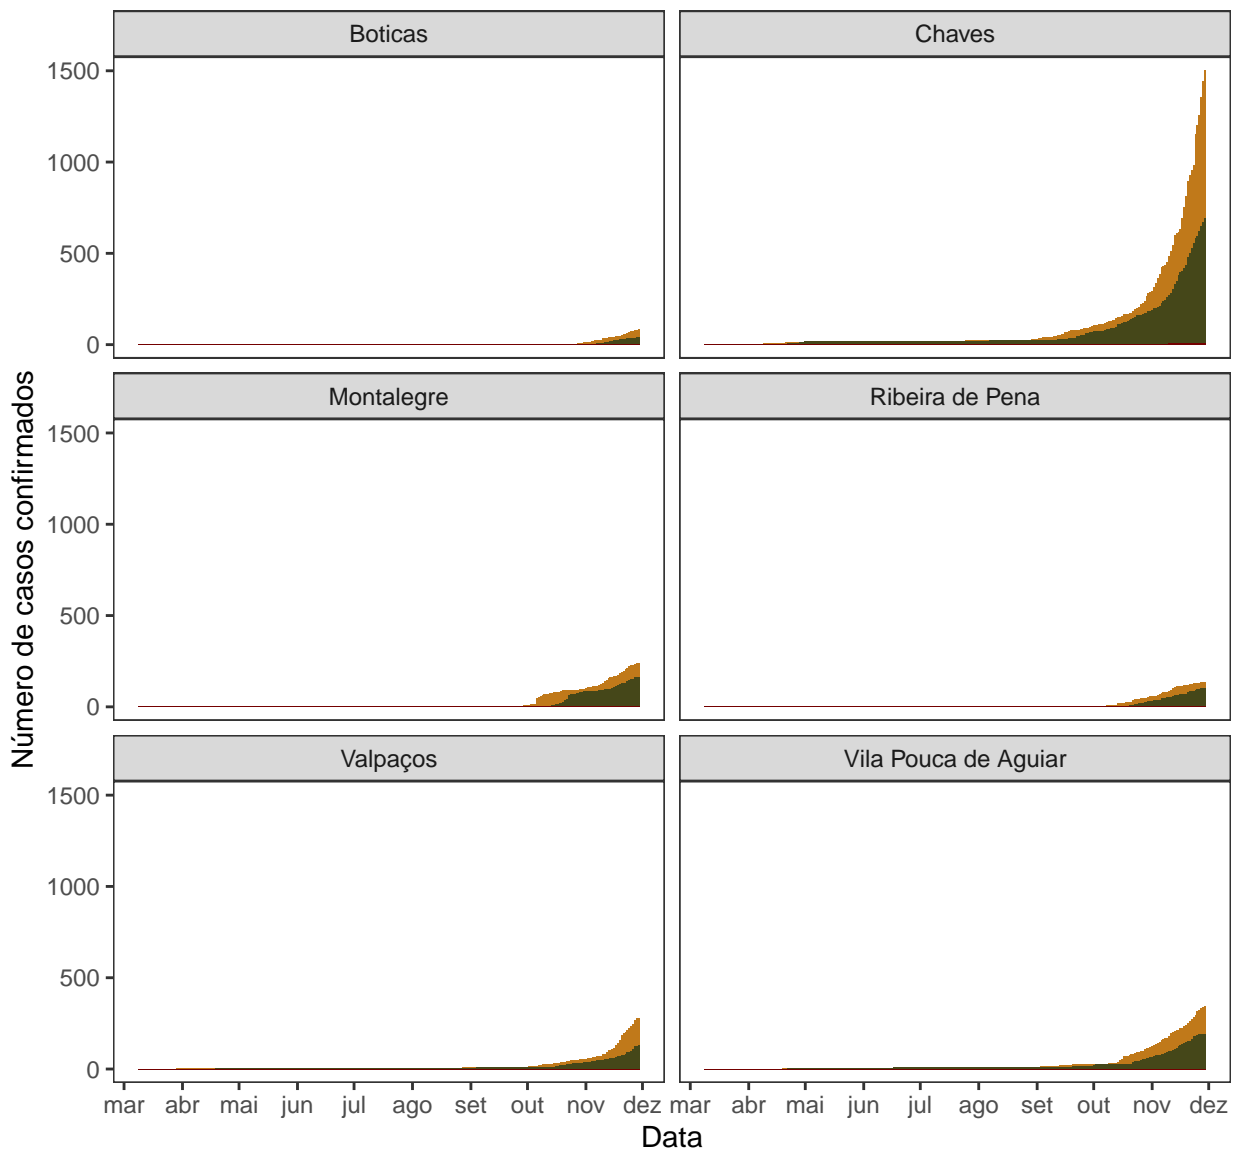 Boticas
Chaves
1500
1000
500
0
Montalegre
Ribeira de Pena
1500
1000
500
0
Número de casos confirmados
Valpaços
Vila Pouca de Aguiar
1500
1000
500
0
mar abr mai jun jul ago set out nov dez mar abr mai jun jul ago set out nov dez
Data